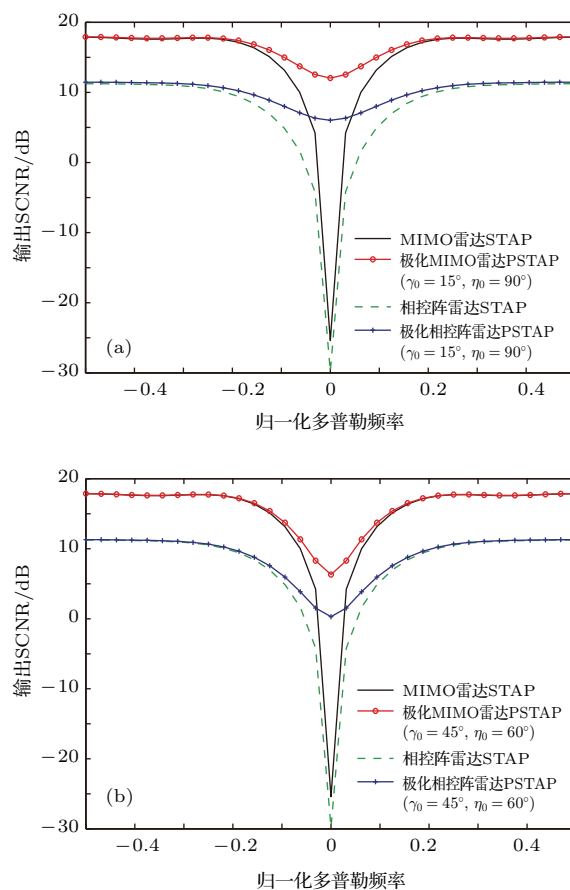 20
10
0
−10
−20
−30
输出SCNR/dB
MIMO雷达STAP
极化MIMO雷达PSTAP
(γ₀ = 15°, η₀ = 90°)
相控阵雷达STAP
极化相控阵雷达PSTAP
(γ₀ = 15°, η₀ = 90°)
(a)
−0.4 −0.2 0 0.2 0.4
归一化多普勒频率
20
10
0
−10
−20
−30
输出SCNR/dB
MIMO雷达STAP
极化MIMO雷达PSTAP
(γ₀ = 45°, η₀ = 60°)
相控阵雷达STAP
极化相控阵雷达PSTAP
(γ₀ = 45°, η₀ = 60°)
(b)
−0.4 −0.2 0 0.2 0.4
归一化多普勒频率